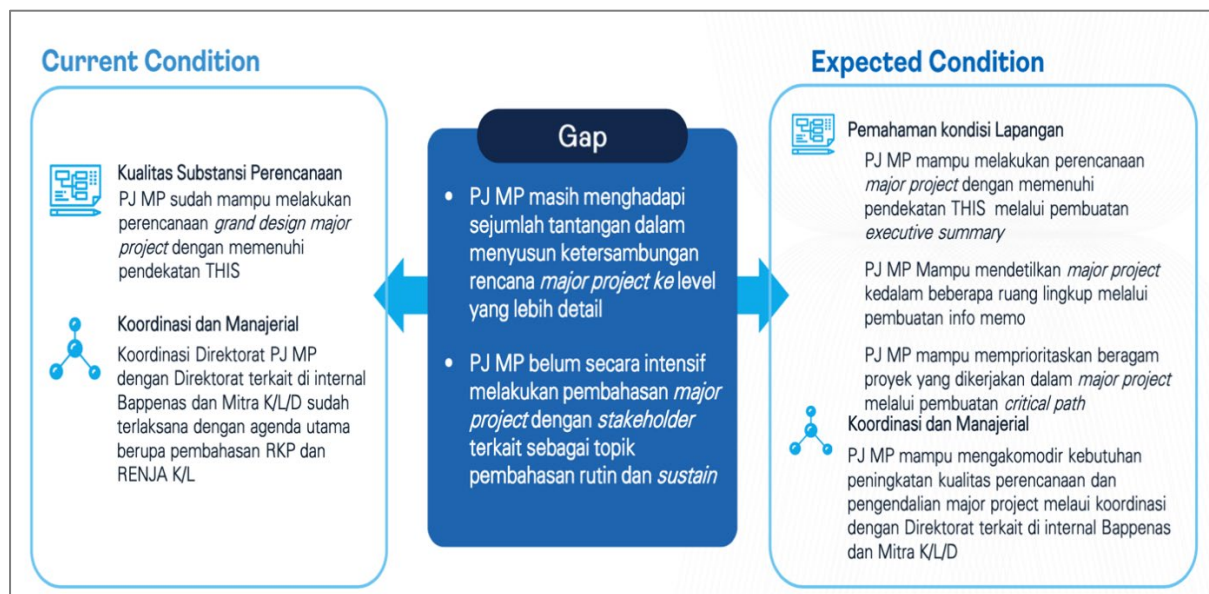 Current Condition
Kualitas Substansi Perencanaan
PJ MP sudah mampu melakukan
perencanaan grand design major
project dengan memenuhi
pendekatan THIS
Koordinasi dan Manajerial
Koordinasi Direktorat PJ MP
dengan Direktorat terkait di internal
Bappenas dan Mitra K/L/D sudah
terlaksana dengan agenda utama
berupa pembahasan RKP dan
RENJA K/L
Gap
• PJ MP masih menghadapi
sejumlah tantangan dalam
menyusun ketersambungan
rencana major project ke level
yang lebih detail
• PJ MP belum secara intensif
melakukan pembahasan major
project dengan stakeholder
terkait sebagai topik
pembahasan rutin dan sustain
Expected Condition
Pemahaman kondisi Lapangan
PJ MP mampu melakukan perencanaan
major project dengan memenuhi
pendekatan THIS melalui pembuatan
executive summary
PJ MP Mampu mendetilkan major project
kedalam beberapa ruang lingkup melalui
pembuatan info memo
PJ MP mampu memprioritaskan beragam
proyek yang dikerjakan dalam major project
melalui pembuatan critical path
Koordinasi dan Manajerial
PJ MP mampu mengakomodir kebutuhan
peningkatan kualitas perencanaan dan
pengendalian major project melaui koordinasi
dengan Direktorat terkait di internal Bappenas
dan Mitra K/L/D